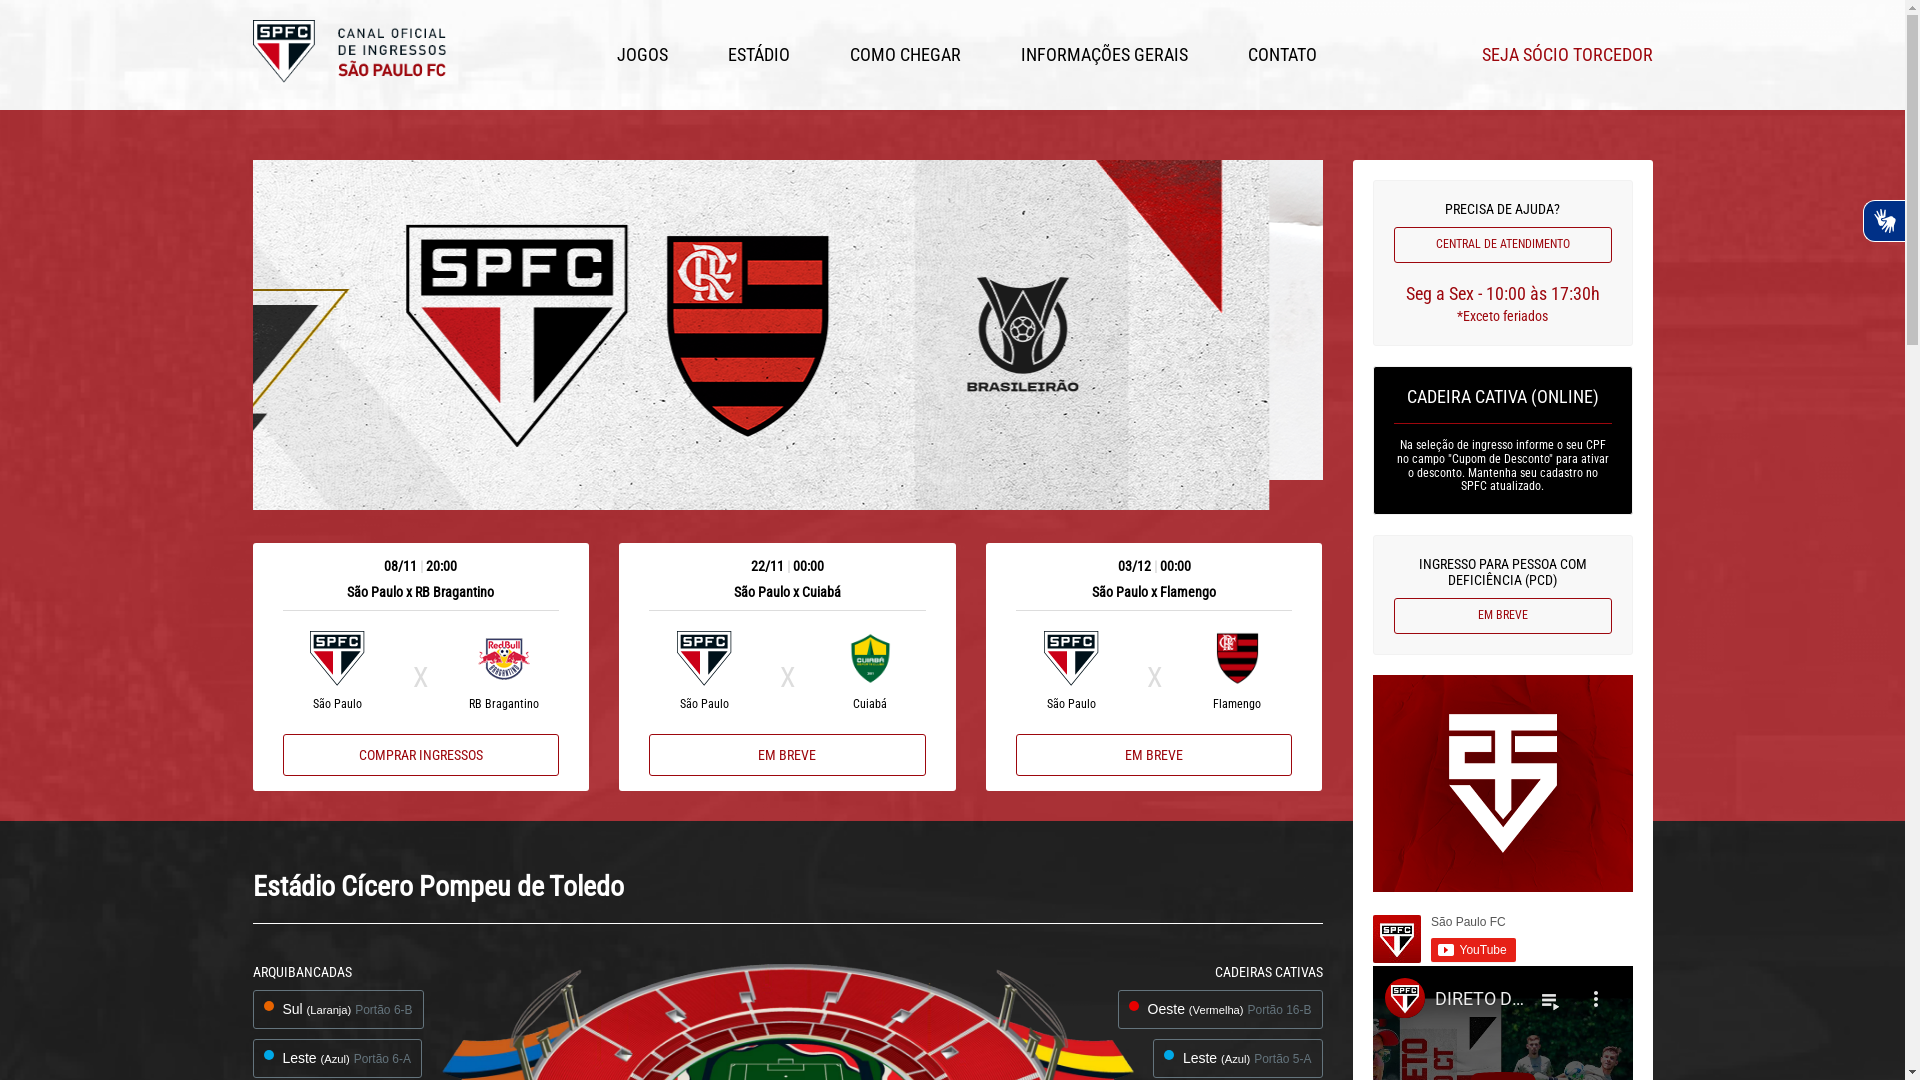 SPFC
CANAL OFICIAL
DE INGRESSOS
SÃO PAULO FC
JOGOS
ESTÁDIO
COMO CHEGAR
INFORMAÇÕES GERAIS
CONTATO
SEJA SÓCIO TORCEDOR
SPFC
CRF
BRASILEIRÃO
08/11 | 20:00
São Paulo x RB Bragantino
SPFC
X
Red Bull
BRAGANTINO
São Paulo
RB Bragantino
COMPRAR INGRESSOS
22/11 | 00:00
São Paulo x Cuiabá
SPFC
X
CUIABÁ
São Paulo
Cuiabá
EM BREVE
03/12 | 00:00
São Paulo x Flamengo
SPFC
X
São Paulo
Flamengo
EM BREVE
PRECISA DE AJUDA?
CENTRAL DE ATENDIMENTO
Seg a Sex - 10:00 às 17:30h
*Exceto feriados
CADEIRA CATIVA (ONLINE)
Na seleção de ingresso informe o seu CPF
no campo "Cupom de Desconto" para ativar
o desconto. Mantenha seu cadastro no
SPFC atualizado.
INGRESSO PARA PESSOA COM
DEFICIÊNCIA (PCD)
EM BREVE
São Paulo FC
SPFC
YouTube
SPFC
DIRETO D...
Estádio Cícero Pompeu de Toledo
ARQUIBANCADAS
Sul (Laranja) Portão 6-B
Leste (Azul) Portão 6-A
CADEIRAS CATIVAS
Oeste (Vermelha) Portão 16-B
Leste (Azul) Portão 5-A